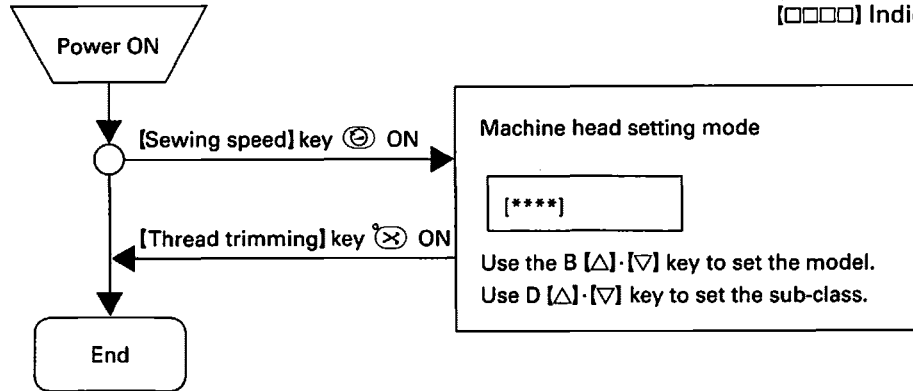 [□□□□] Indi
Power ON
[Sewing speed] key ON
Machine head setting mode
[****]
[Thread trimming] key ON
Use the B [△]·[▽] key to set the model.
Use D [△]·[▽] key to set the sub-class.
End